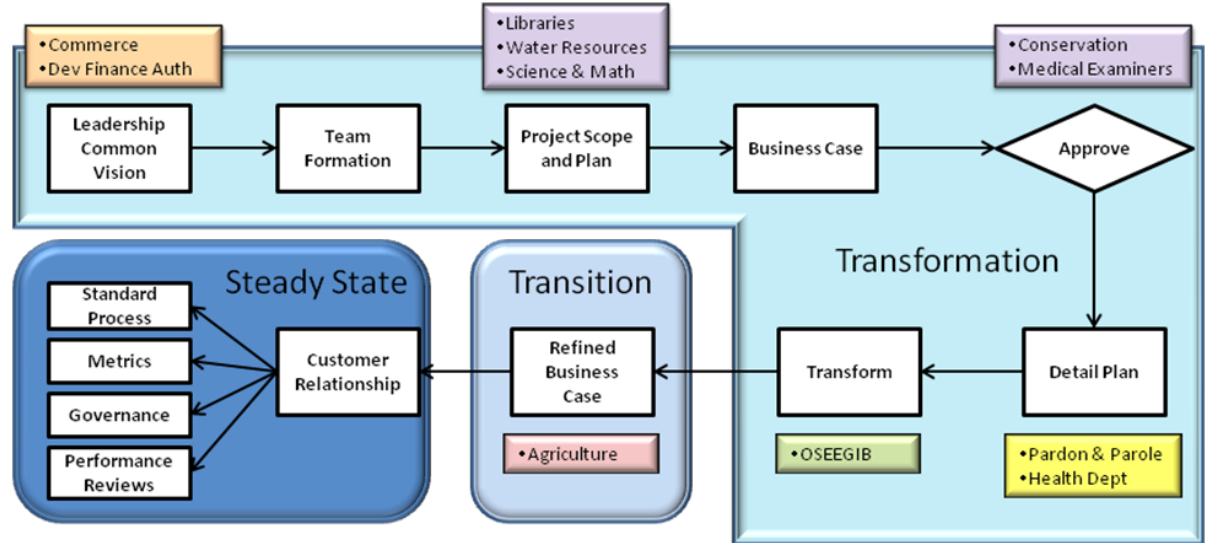 • Commerce
• Dev Finance Auth
• Libraries
• Water Resources
• Science & Math
• Conservation
• Medical Examiners
Leadership
Common
Vision
Team
Formation
Project Scope
and Plan
Business Case
Approve
Transformation
Steady State
Transition
Standard
Process
Metrics
Governance
Performance
Reviews
Customer
Relationship
Refined
Business
Case
Transform
Detail Plan
• Agriculture
• OSEEGIB
• Pardon & Parole
• Health Dept